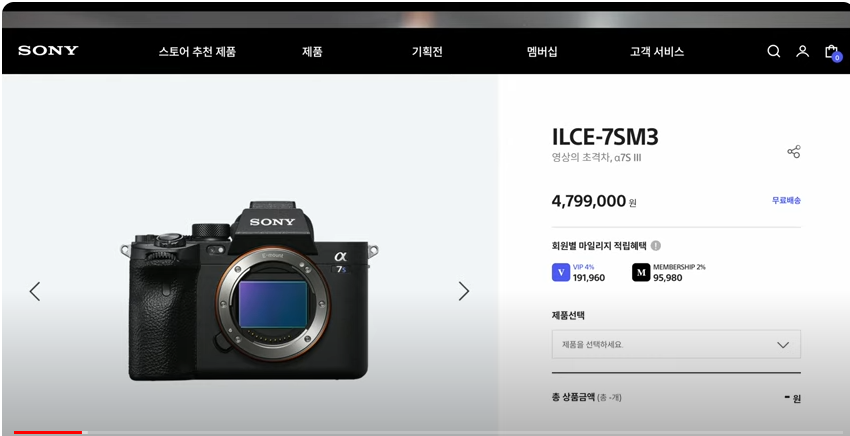 SONY
스토어 추천 제품 제품 기획전 멤버십 고객 서비스
0
SONY
α
7S
E-mount
ILCE-7SM3
영상의 초격차, α7S III
4,799,000 원
무료배송
회원별 마일리지 적립혜택 !
V VIP 4%
191,960
M MEMBERSHIP 2%
95,980
제품선택
제품을 선택하세요.
총 상품금액 (총 -개)
- 원